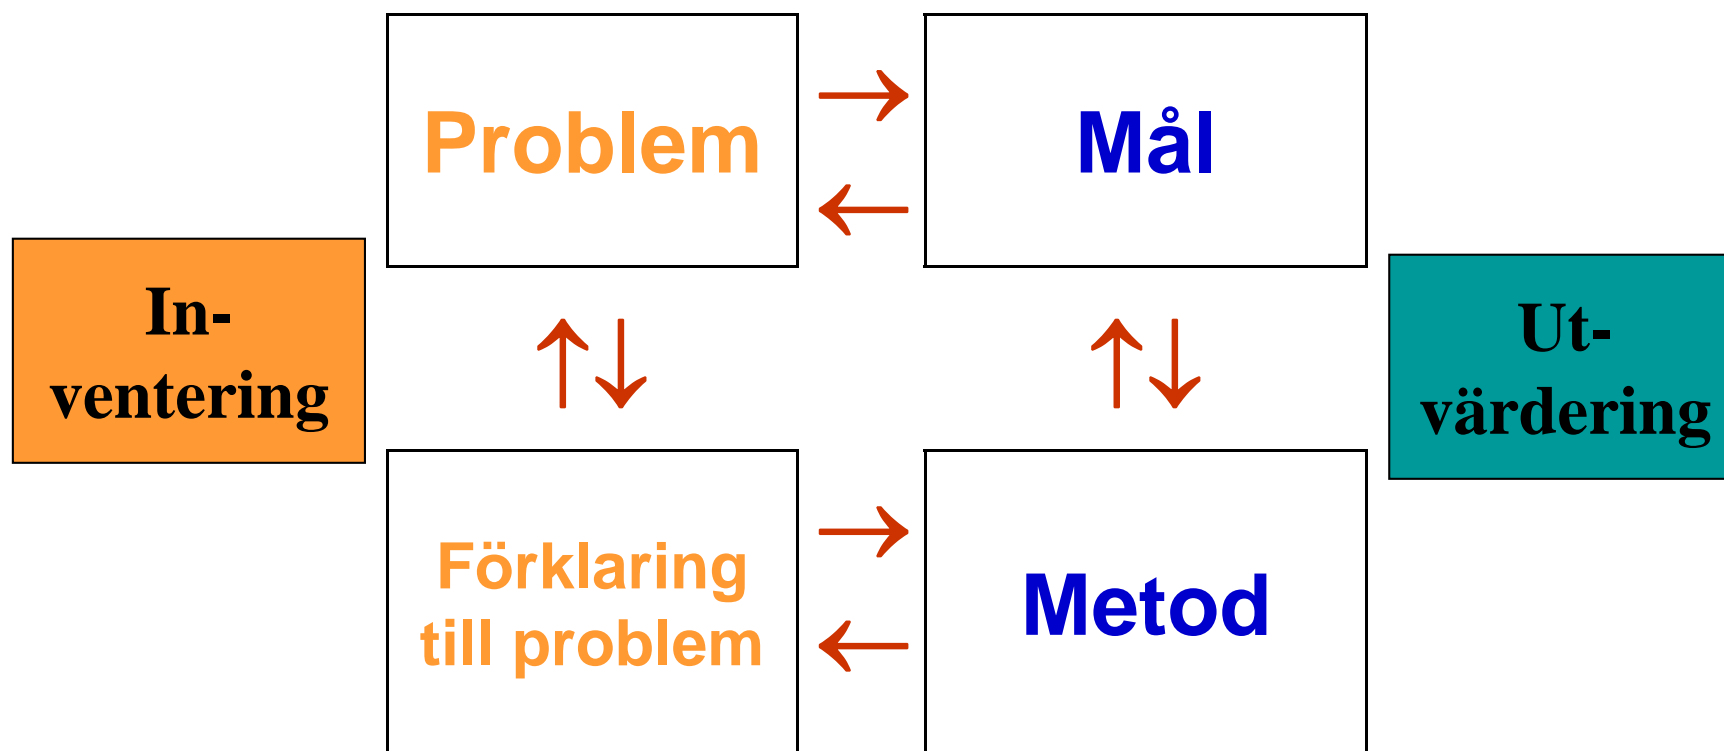 Problem
Mål
In-
ventering
Ut-
värdering
Förklaring
till problem
Metod